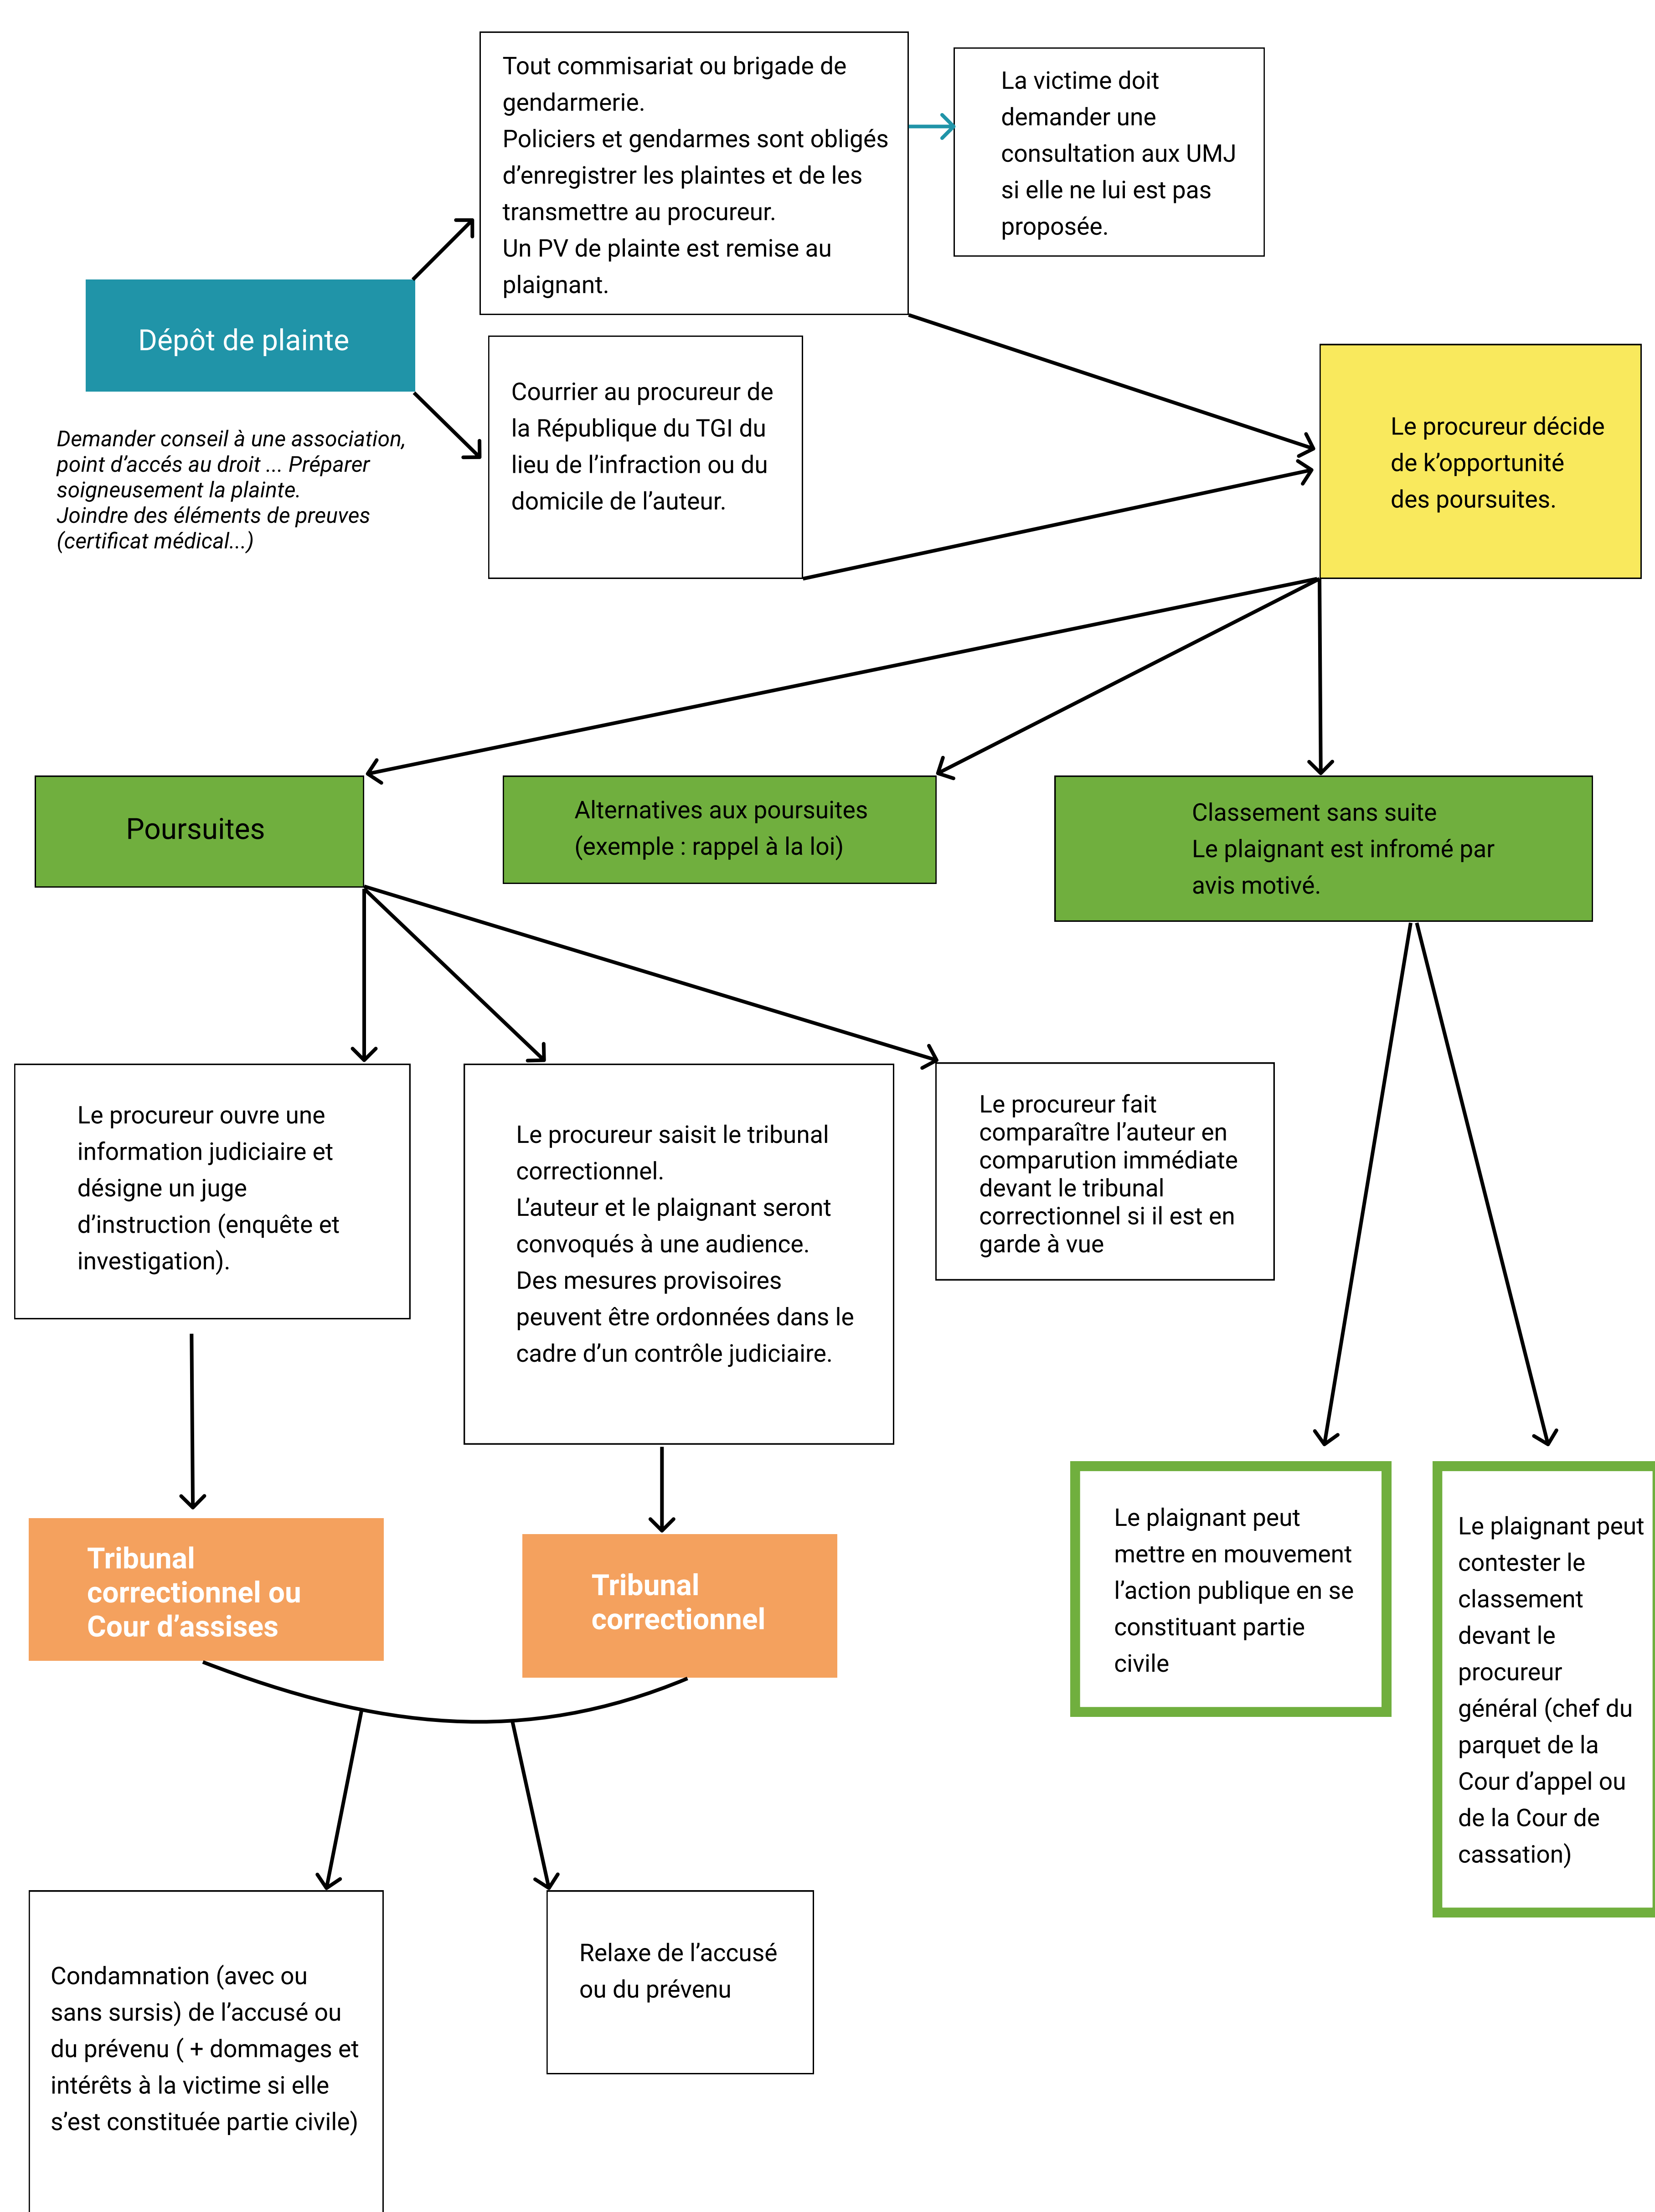 Tout commisariat ou brigade de
gendarmerie.
Policiers et gendarmes sont obligés
d’enregistrer les plaintes et de les
transmettre au procureur.
Un PV de plainte est remise au
plaignant.
La victime doit
demander une
consultation aux UMJ
si elle ne lui est pas
proposée.
Dépôt de plainte
Demander conseil à une association,
point d’accés au droit ... Préparer
soigneusement la plainte.
Joindre des éléments de preuves
(certificat médical...)
Courrier au procureur de
la République du TGI du
lieu de l’infraction ou du
domicile de l’auteur.
Le procureur décide
de k’opportunité
des poursuites.
Poursuites
Alternatives aux poursuites
(exemple : rappel à la loi)
Classement sans suite
Le plaignant est infromé par
avis motivé.
Le procureur ouvre une
information judiciaire et
désigne un juge
d’instruction (enquête et
investigation).
Le procureur saisit le tribunal
correctionnel.
L’auteur et le plaignant seront
convoqués à une audience.
Des mesures provisoires
peuvent être ordonnées dans le
cadre d’un contrôle judiciaire.
Le procureur fait
comparaître l’auteur en
comparution immédiate
devant le tribunal
correctionnel si il est en
garde à vue
Tribunal
correctionnel ou
Cour d’assises
Tribunal
correctionnel
Le plaignant peut
mettre en mouvement
l’action publique en se
constituant partie
civile
Le plaignant peut
contester le
classement
devant le
procureur
général (chef du
parquet de la
Cour d’appel ou
de la Cour de
cassation)
Condamnation (avec ou
sans sursis) de l’accusé ou
du prévenu ( + dommages et
intérêts à la victime si elle
s’est constituée partie civile)
Relaxe de l’accusé
ou du prévenu